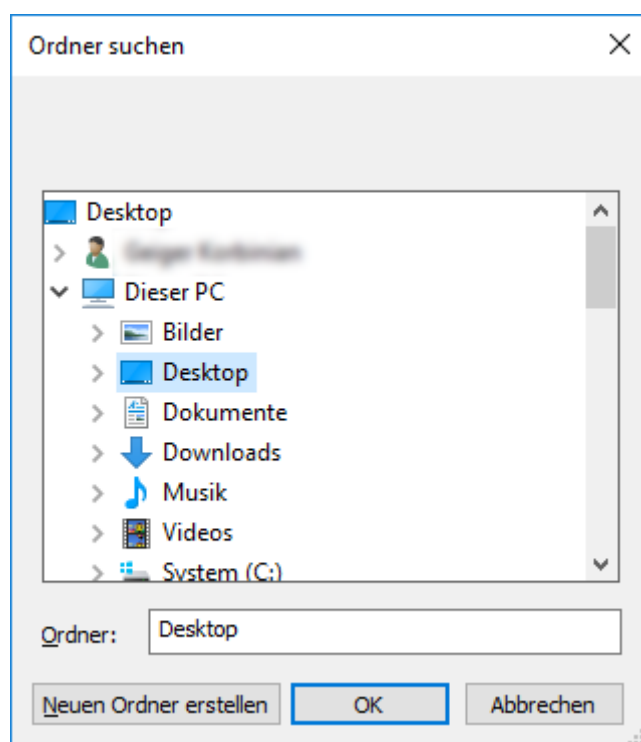 Ordner suchen
Desktop
Dieser PC
Bilder
Desktop
Dokumente
Downloads
Musik
Videos
System (C:)
Ordner: Desktop
Neuen Ordner erstellen OK Abbrechen